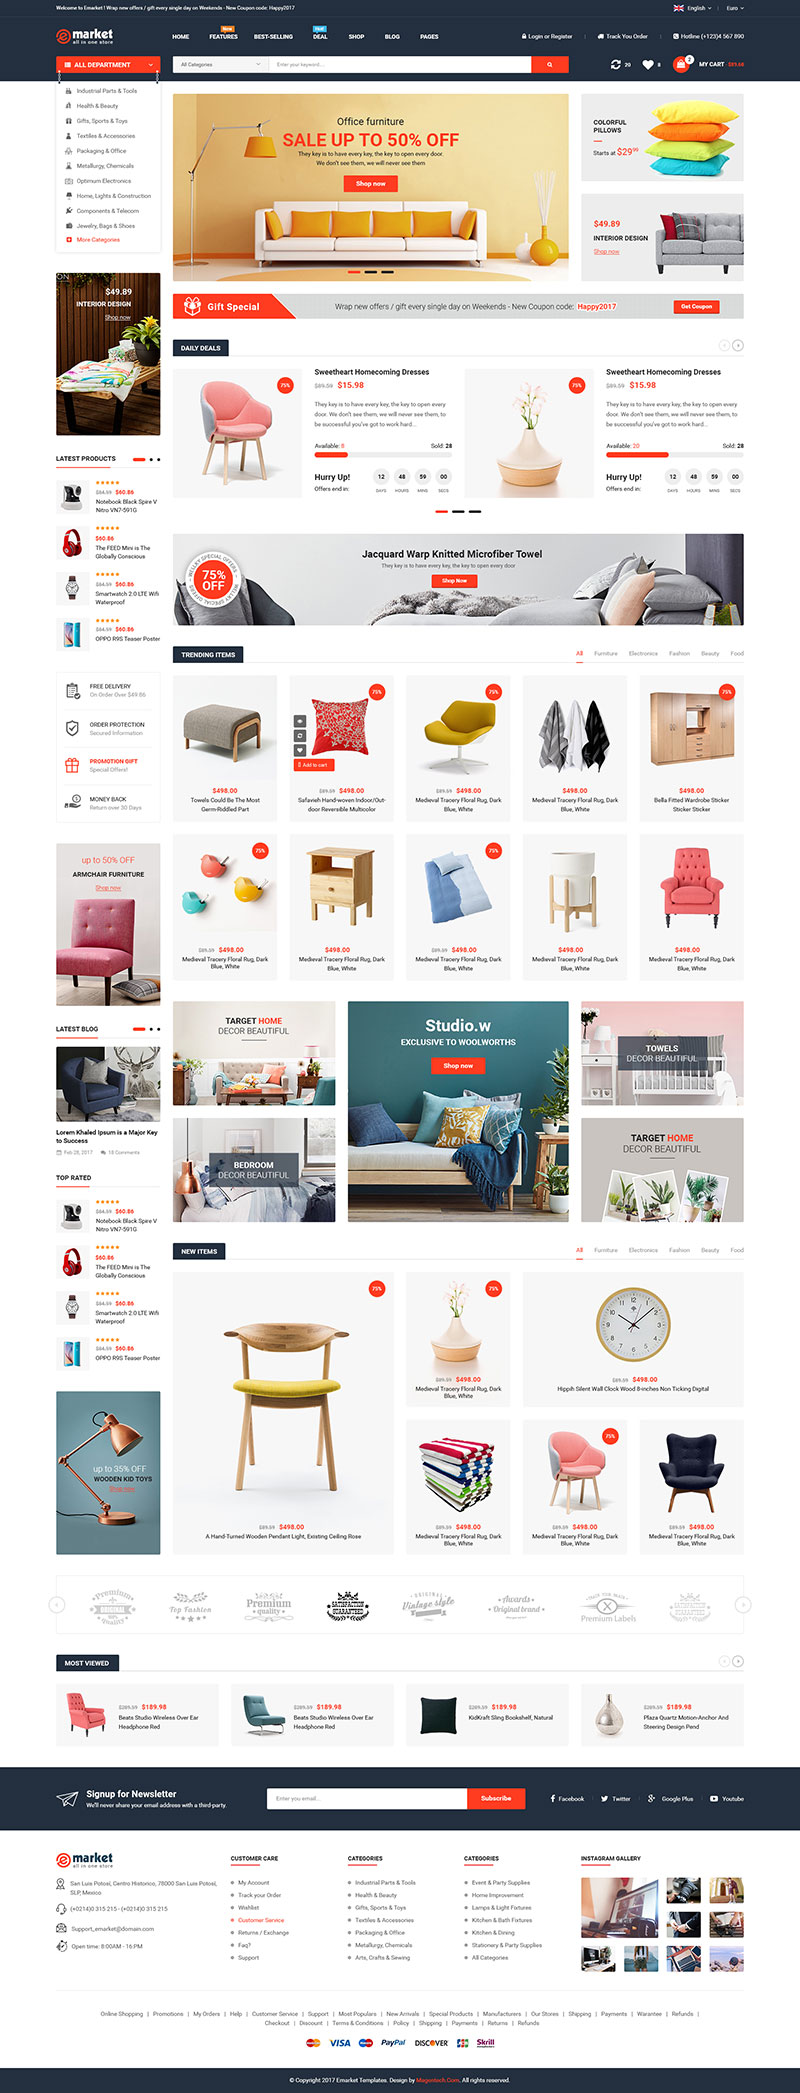 Welcome to Emarket ! Wrap new offers / gift every single day on Weekends - New Coupon code: Happy2017
English
Euro
emarket
all in one store
HOME
FEATURES
New
BEST-SELLING
DEAL
Hot
SHOP
BLOG
PAGES
Login or Register
Track You Order
Hotline (+123)4 567 890
ALL DEPARTMENT
All Categories
Enter your keyword...
20
8
2
MY CART
Industrial Parts & Tools
Health & Beauty
Gifts, Sports & Toys
Textiles & Accessories
Packaging & Office
Metallurgy, Chemicals
Optimum Electronics
Home, Lights & Construction
Components & Telecom
Jewelry, Bags & Shoes
More Categories
Office furniture
SALE UP TO 50% OFF
They key is to have every key, the key to open every door.
We don't see them, we will never see them
Shop now
COLORFUL
PILLOWS
Starts at $29.99
$49.89
INTERIOR DESIGN
Shop now
Gift Special
Wrap new offers / gift every single day on Weekends - New Coupon code: Happy2017
Get Coupon
$49.89
INTERIOR DESIGN
Shop now
DAILY DEALS
75%
Sweetheart Homecoming Dresses
$89.59 $15.98
They key is to have every key, the key to open every
door. We don't see them, we will never see them, to
be successful you've got to work hard...
Available: 8
Sold: 28
Hurry Up!
Offers end in:
12 48 59 00
DAYS HOURS MINS SECS
75%
Sweetheart Homecoming Dresses
$89.59 $15.98
They key is to have every key, the key to open every
door. We don't see them, we will never see them, to
be successful you've got to work hard...
Available: 20
Sold: 28
Hurry Up!
Offers end in:
12 48 59 00
DAYS HOURS MINS SECS
LATEST PRODUCTS
$84.59 $60.86
Notebook Black Spire V
Nitro VN7-591G
$60.86
The FEED Mini is The
Globally Conscious
$84.59 $60.86
Smartwatch 2.0 LTE Wifi
Waterproof
$84.59 $60.86
OPPO R9S Teaser Poster
75%
OFF
Jacquard Warp Knitted Microfiber Towel
They key is to have every key, the key to open every door
Shop Now
FREE DELIVERY
On Order Over $49.86
ORDER PROTECTION
Secured Information
PROMOTION GIFT
Special Offers!
MONEY BACK
Return over 30 Days
TRENDING ITEMS
All Furniture Electronics Fashion Beauty Food
$498.00
Towels Could Be The Most
Germ-Riddled Part
75%
Add to cart
$89.59 $498.00
Safavieh Hand-woven Indoor/Out-
door Reversible Multicolor
75%
$89.59 $498.00
Medieval Tracery Floral Rug, Dark
Blue, White
$498.00
Medieval Tracery Floral Rug, Dark
Blue, White
75%
$498.00
Bella Fitted Wardrobe Sticker
Sticker Sticker
75%
$89.59 $498.00
Medieval Tracery Floral Rug, Dark
Blue, White
$498.00
Medieval Tracery Floral Rug, Dark
Blue, White
75%
$89.59 $498.00
Medieval Tracery Floral Rug, Dark
Blue, White
$498.00
Medieval Tracery Floral Rug, Dark
Blue, White
$498.00
Medieval Tracery Floral Rug, Dark
Blue, White
up to 50% OFF
ARMCHAIR FURNITURE
Shop now
LATEST BLOG
Lorem Khaled Ipsum is a Major Key
to Success
Feb 28, 2017
18 Comments
TARGET HOME
DECOR BEAUTIFUL
Studio.w
EXCLUSIVE TO WOOLWORTHS
Shop now
TOWELS
DECOR BEAUTIFUL
BEDROOM
DECOR BEAUTIFUL
TARGET HOME
DECOR BEAUTIFUL
TOP RATED
$84.59 $60.86
Notebook Black Spire V
Nitro VN7-591G
$60.86
The FEED Mini is The
Globally Conscious
$84.59 $60.86
Smartwatch 2.0 LTE Wifi
Waterproof
$84.59 $60.86
OPPO R9S Teaser Poster
up to 35% OFF
WOODEN KID TOYS
Shop now
NEW ITEMS
All Furniture Electronics Fashion Beauty Food
75%
$89.59 $498.00
A Hand-Turned Wooden Pendant Light, Existing Ceiling Rose
75%
$89.59 $498.00
Medieval Tracery Floral Rug, Dark
Blue, White
$89.59 $498.00
Hippih Silent Wall Clock Wood 8-inches Non Ticking Digital
$89.59 $498.00
Medieval Tracery Floral Rug, Dark
Blue, White
75%
$89.59 $498.00
Medieval Tracery Floral Rug, Dark
Blue, White
$89.59 $498.00
Medieval Tracery Floral Rug, Dark
Blue, White
Premium
ORIGINAL
Top Fashion
Premium
quality
SATISFACTION
GUARANTEED
ORIGINAL
Vintage style
Awards
Original brand
Premium Labels
SATISFACTION
GUARANTEED
MOST VIEWED
$289.59 $189.98
Beats Studio Wireless Over Ear
Headphone Red
$289.59 $189.98
Beats Studio Wireless Over Ear
Headphone Red
$289.59 $189.98
KidKraft Sling Bookshelf, Natural
$289.59 $189.98
Plaza Quartz Motion-Anchor And
Steering Design Pend
Signup for Newsletter
We'll never share your email address with a third-party.
Enter you email...
Subscribe
Facebook
Twitter
Google Plus
Youtube
emarket
all in one store
San Luis Potosi, Centro Historico, 78000 San Luis Potosi,
SLP, Mexico
(+0214)0 315 215 - (+0214)0 315 215
Support_emarket@domain.com
Open time: 8:00AM - 16:PM
CUSTOMER CARE
My Account
Track your Order
Wishlist
Customer Service
Returns / Exchange
Faq?
Support
CATEGORIES
Industrial Parts & Tools
Health & Beauty
Gifts, Sports & Toys
Textiles & Accessories
Packaging & Office
Metallurgy, Chemicals
Arts, Crafts & Sewing
CATEGORIES
Event & Party Supplies
Home Improvement
Lamps & Light Fixtures
Kitchen & Bath Fixtures
Kitchen & Dining
Stationery & Party Supplies
All Categories
INSTAGRAM GALLERY
Online Shopping | Promotions | My Orders | Help | Customer Service | Support | Most Populars | New Arrivals | Special Products | Manufacturers | Our Stores | Shipping | Payments | Warantee | Refunds |
Checkout | Discount | Terms & Conditions | Policy | Shipping | Payments | Returns | Refunds
VISA PayPal DISCOVER JCB Skrill
© Copyright 2017 Emarket Templates. Design by Magentech.Com. All rights reserved.